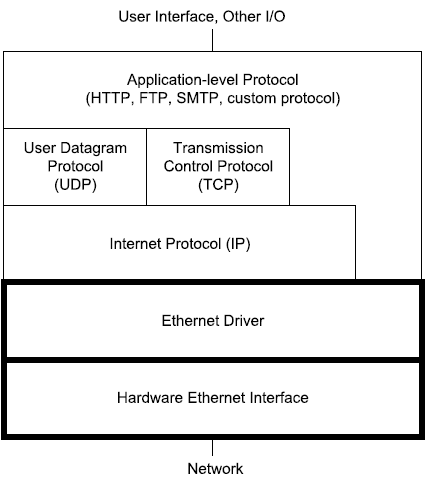 User Interface, Other I/O
Application-level Protocol
(HTTP, FTP, SMTP, custom protocol)
User Datagram
Protocol
(UDP)
Transmission
Control Protocol
(TCP)
Internet Protocol (IP)
Ethernet Driver
Hardware Ethernet Interface
Network